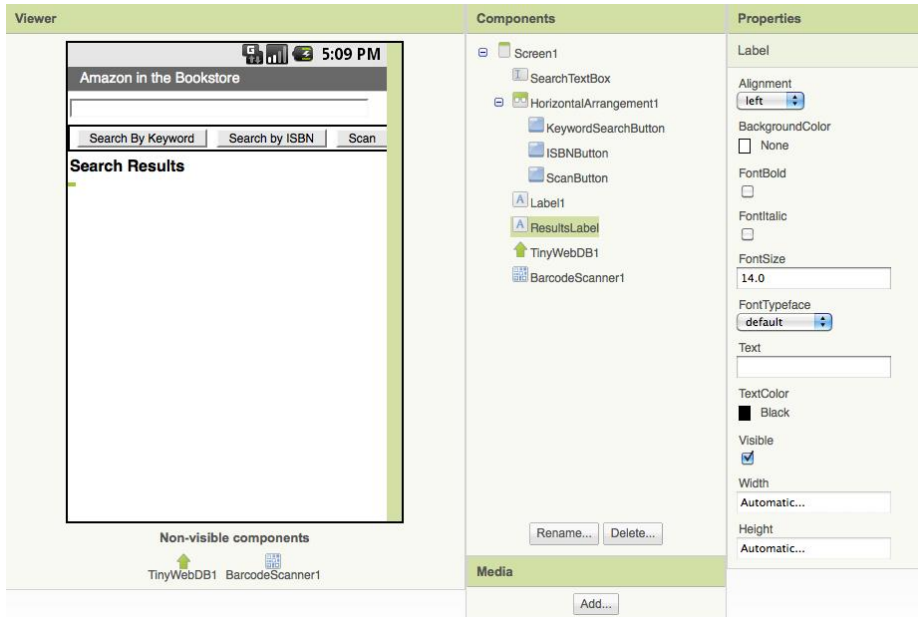 Viewer
5:09 PM
Amazon in the Bookstore
Search By Keyword
Search by ISBN
Scan
Search Results
Non-visible components
TinyWebDB1
BarcodeScanner1
Components
Screen1
SearchTextBox
HorizontalArrangement1
KeywordSearchButton
ISBNButton
ScanButton
A Label1
A ResultsLabel
TinyWebDB1
BarcodeScanner1
Rename...
Delete...
Media
Add...
Properties
Label
Alignment
left
BackgroundColor
None
FontBold
FontItalic
FontSize
14.0
FontTypeface
default
Text
TextColor
Black
Visible
Width
Automatic...
Height
Automatic...